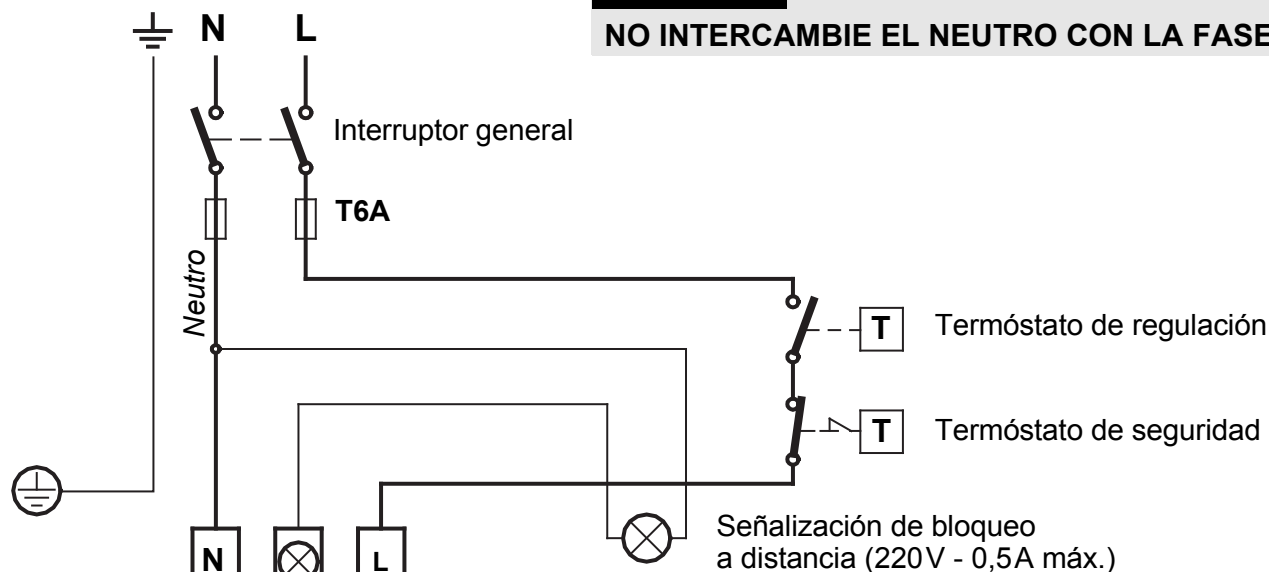 N L
NO INTERCAMBIE EL NEUTRO CON LA FASE
Interruptor general
T6A
Neutro
T Termóstato de regulación
T Termóstato de seguridad
Señalización de bloqueo
a distancia (220V - 0,5A máx.)
N L